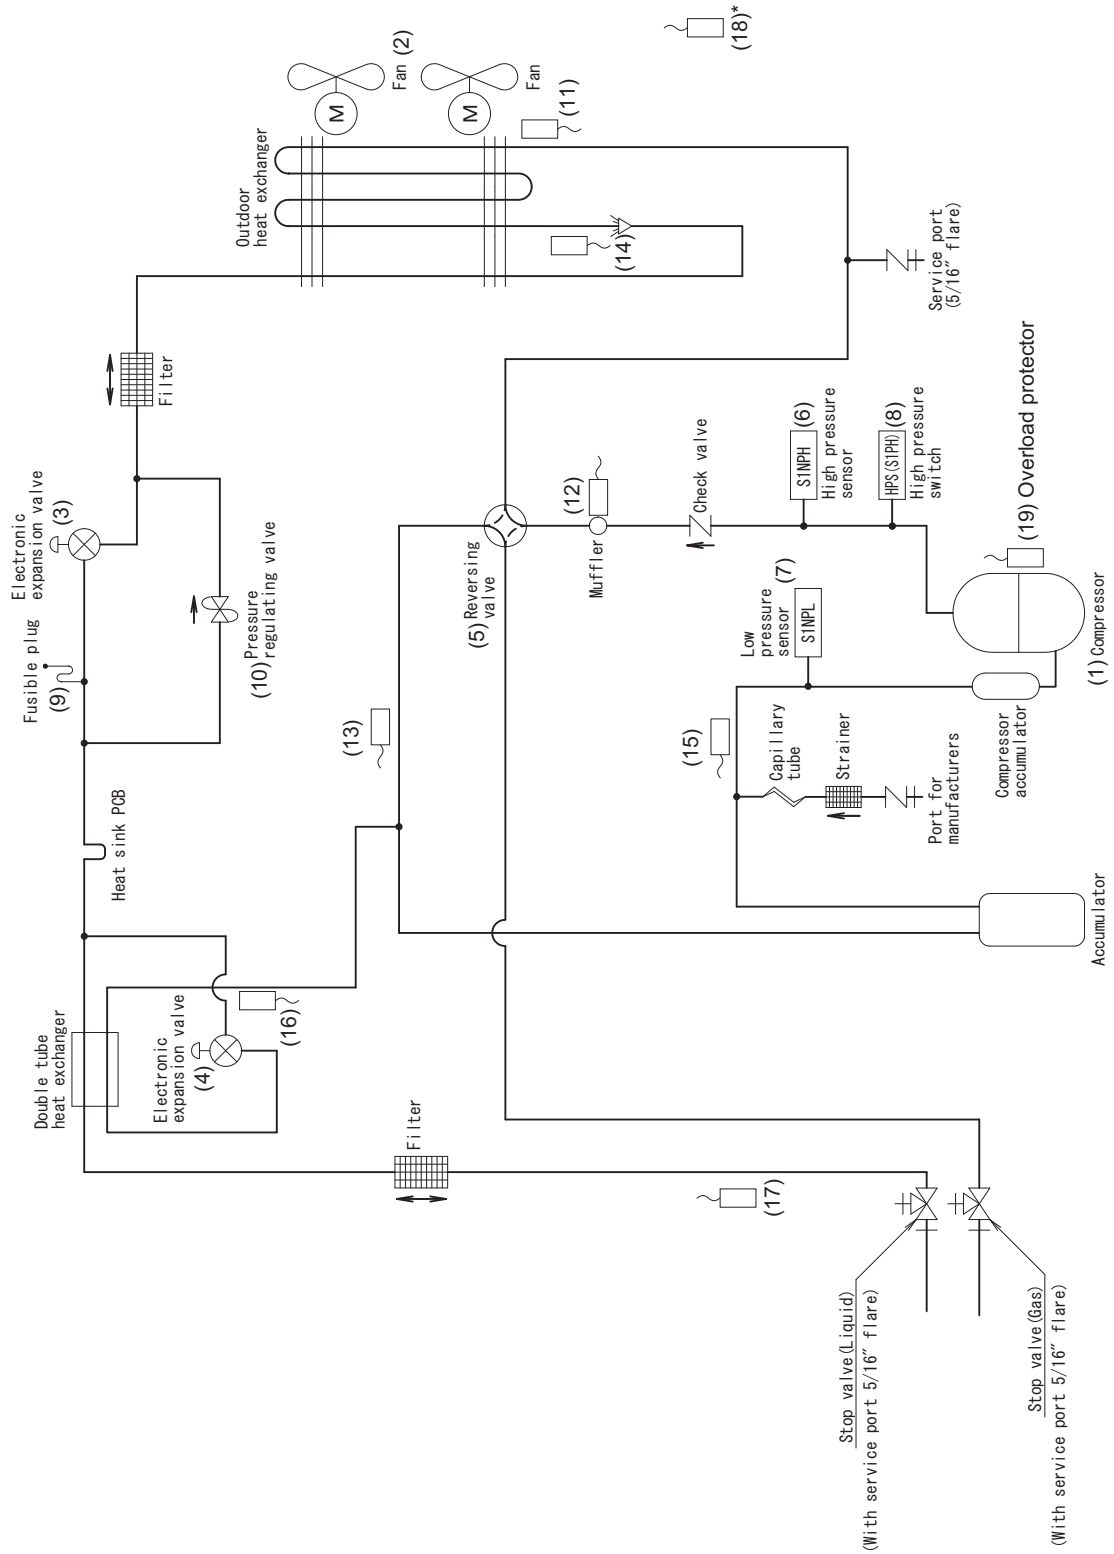 (18)*
Fan (2)
Fan
M
M
(11)
Outdoor
heat exchanger
(14)
Service port
(5/16″ flare)
Filter
Electronic
expansion valve
(3)
Fusible plug
(9)
(10) Pressure
regulating valve
Heat sink PCB
(5) Reversing
valve
(12)
Muffler
Check valve
S1NPH
(6)
High pressure
sensor
HPS(S1PH)
(8)
High pressure
switch
(19) Overload protector
(1) Compressor
Low
pressure
sensor
(7)
S1NPL
Compressor
accumulator
(13)
(15)
Capillary
tube
Strainer
Port for
manufacturers
Accumulator
Double tube
heat exchanger
Electronic
expansion valve
(4)
(16)
Filter
(17)
Stop valve(Liquid)
(With service port 5/16″ flare)
Stop valve(Gas)
(With service port 5/16″ flare)